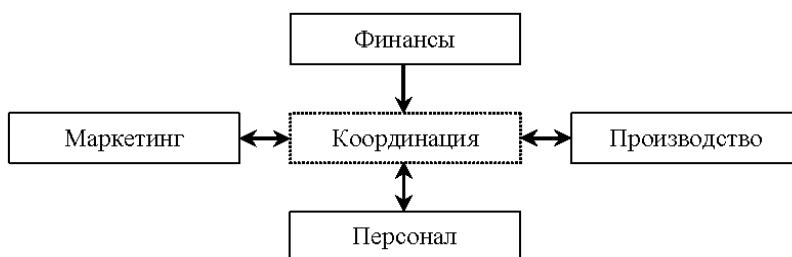 Финансы
Маркетинг
Координация
Производство
Персонал